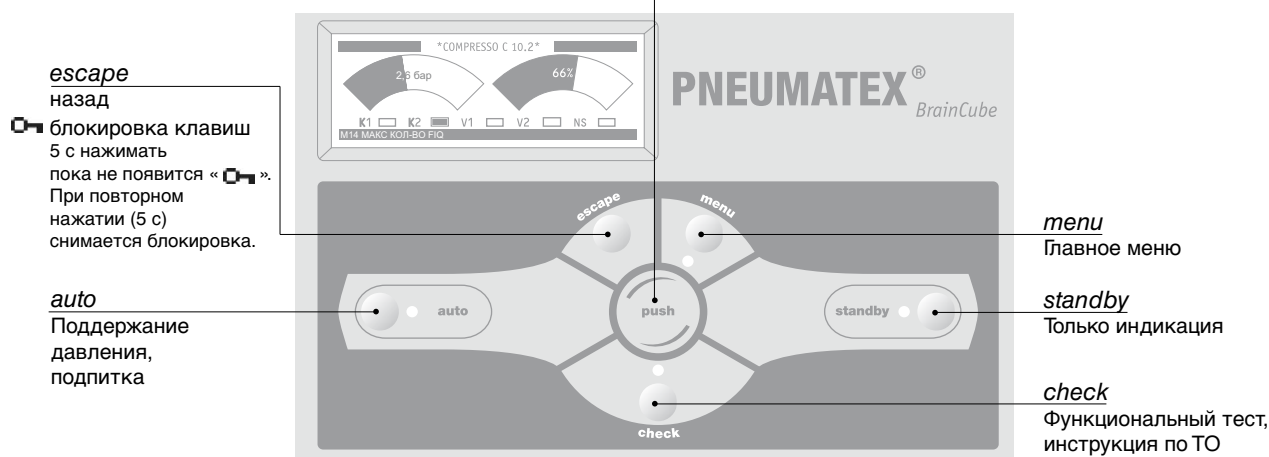 escape
назад
блокировка клавиш
5 с нажимать
пока не появится « ».
При повторном
нажатии (5 с)
снимается блокировка.
auto
Поддержание
давления,
подпитка
*COMPRESSO C 10.2*
2,6 бар
66%
K1 K2 V1 V2 NS
M14 МАКС КОЛ-ВО FIQ
PNEUMATEX®
BrainCube
escape
menu
auto
push
standby
check
menu
Главное меню
standby
Только индикация
check
Функциональный тест,
инструкция по ТО